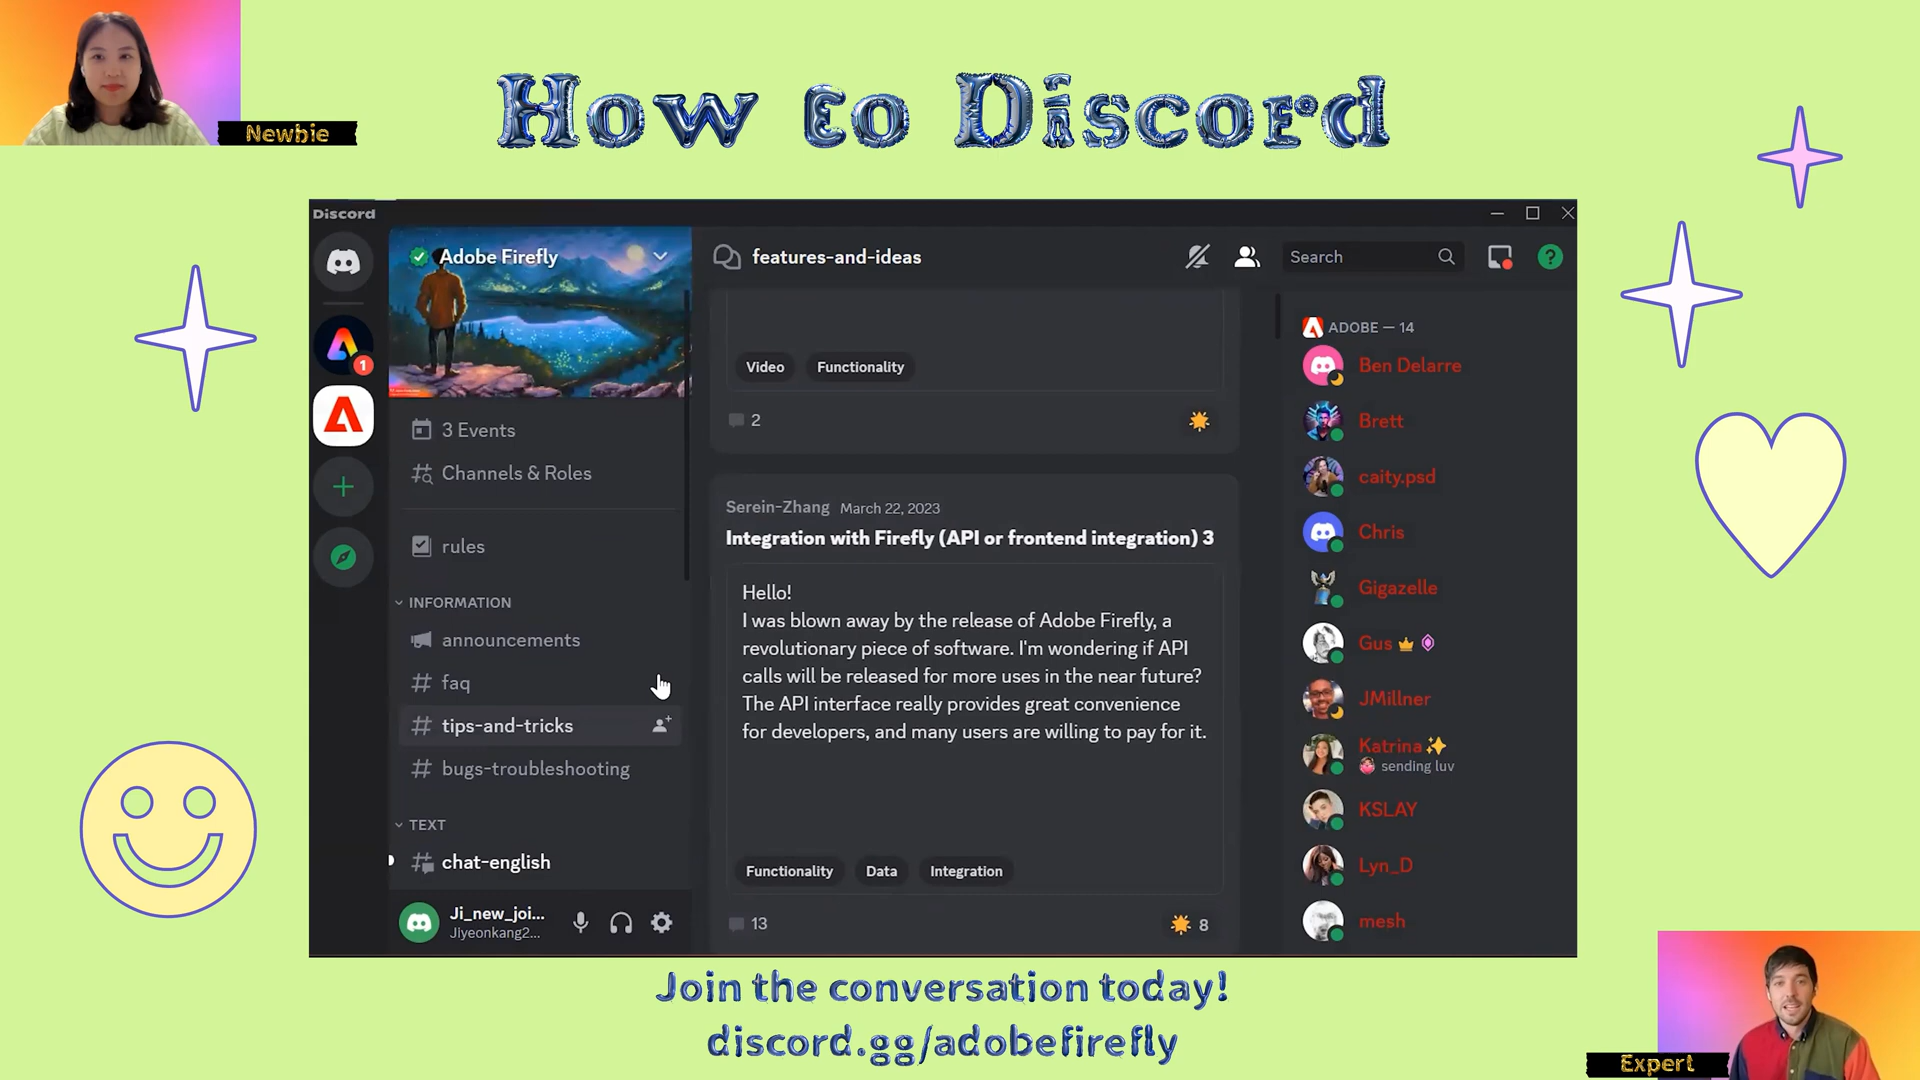 Newbie
How to Discord
Discord
Adobe Firefly
3 Events
Channels & Roles
rules
INFORMATION
announcements
faq
tips-and-tricks
bugs-troubleshooting
TEXT
chat-english
Ji_new_joi...
Jiyeonkang2...
1
features-and-ideas
Search
?
Video
Functionality
2
Serein-Zhang March 22, 2023
Integration with Firefly (API or frontend integration) 3
Hello!
I was blown away by the release of Adobe Firefly, a
revolutionary piece of software. I'm wondering if API
calls will be released for more uses in the near future?
The API interface really provides great convenience
for developers, and many users are willing to pay for it.
Functionality
Data
Integration
13
8
ADOBE — 14
Ben Delarre
Brett
caity.psd
Chris
Gigazelle
Gus
JMillner
Katrina
sending luv
KSLAY
Lyn_D
mesh
Join the conversation today!
discord.gg/adobefirefly
Expert